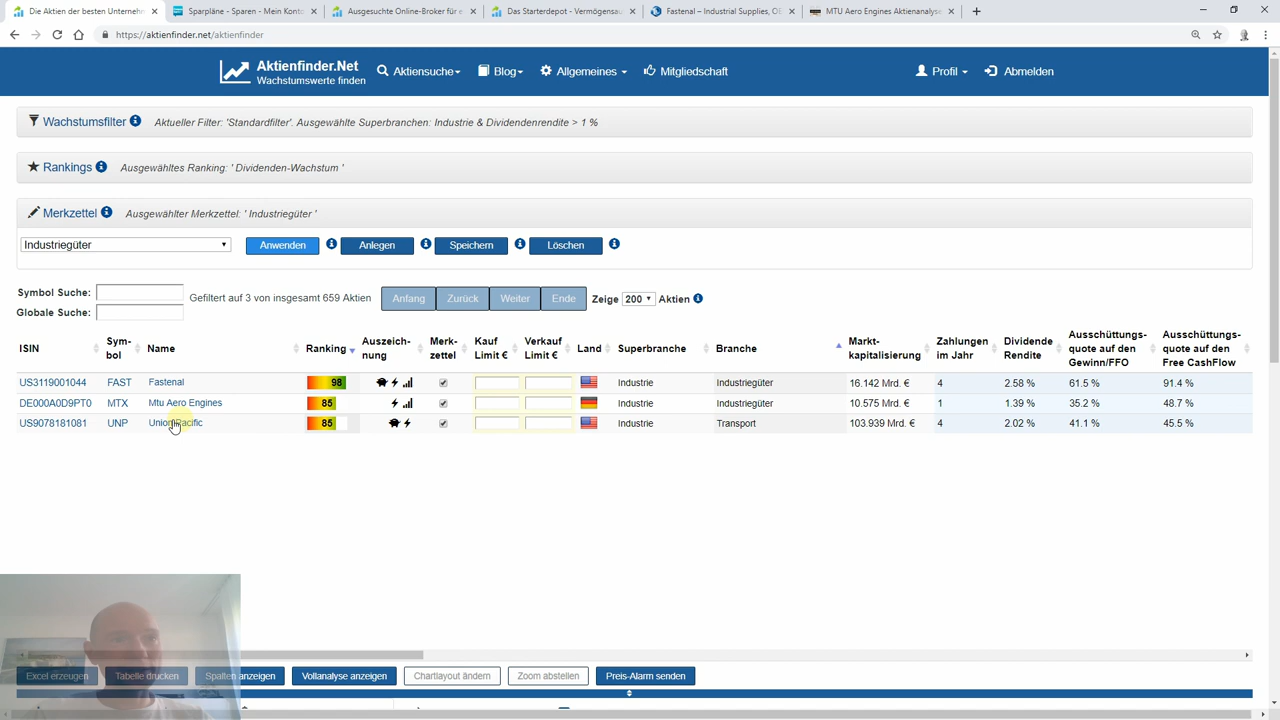 Die Aktien der besten Unternehm
Sparpläne - Sparen - Mein Konto
Ausgesuchte Online-Broker für e
Das Starterdepot - Vermögensau
Fastenal – Industrial Supplies, OE
MTU Aero Engines Aktienanalyse
https://aktienfinder.net/aktienfinder
Aktienfinder.Net
Wachstumswerte finden
Aktiensuche
Blog
Allgemeines
Mitgliedschaft
Profil
Abmelden
Wachstumsfilter Aktueller Filter: 'Standardfilter'. Ausgewählte Superbranchen: Industrie & Dividendenrendite > 1 %
Rankings Ausgewähltes Ranking: ' Dividenden-Wachstum '
Merkzettel Ausgewählter Merkzettel: ' Industriegüter '
Industriegüter Anwenden Anlegen Speichern Löschen
Symbol Suche:
Globale Suche:
Gefiltert auf 3 von insgesamt 659 Aktien Anfang Zurück Weiter Ende Zeige 200 Aktien
ISIN Sym-bol Name Ranking Auszeich-nung Merk-zettel Kauf Limit € Verkauf Limit € Land Superbranche Branche Markt-kapitalisierung Zahlungen im Jahr Dividende Rendite Ausschüttungs-quote auf den Gewinn/FFO Ausschüttungs-quote auf den Free CashFlow
US3119001044 FAST Fastenal 98 Industrie Industriegüter 16.142 Mrd. € 4 2.58 % 61.5 % 91.4 %
DE000A0D9PT0 MTX Mtu Aero Engines 85 Industrie Industriegüter 10.575 Mrd. € 1 1.39 % 35.2 % 48.7 %
US9078181081 UNP Union Pacific 85 Industrie Transport 103.939 Mrd. € 4 2.02 % 41.1 % 45.5 %
Excel erzeugen Tabelle drucken Spalten anzeigen Vollanalyse anzeigen Chartlayout ändern Zoom abstellen Preis-Alarm senden